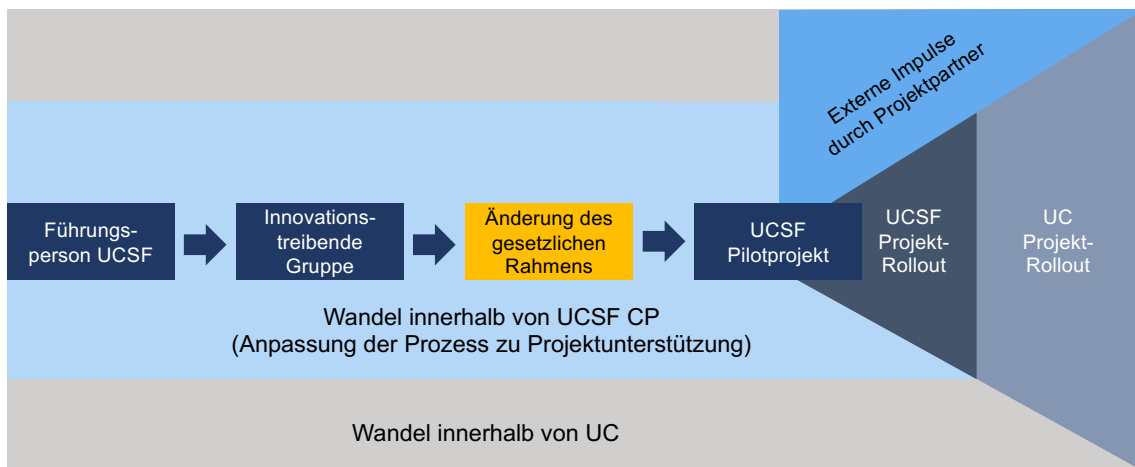 Externe Impulse
durch Projektpartner
Führungs-
person UCSF
Innovations-
treibende
Gruppe
Änderung des
gesetzlichen
Rahmens
UCSF
Pilotprojekt
UCSF
Projekt-
Rollout
UC
Projekt-
Rollout
Wandel innerhalb von UCSF CP
(Anpassung der Prozess zu Projektunterstützung)
Wandel innerhalb von UC